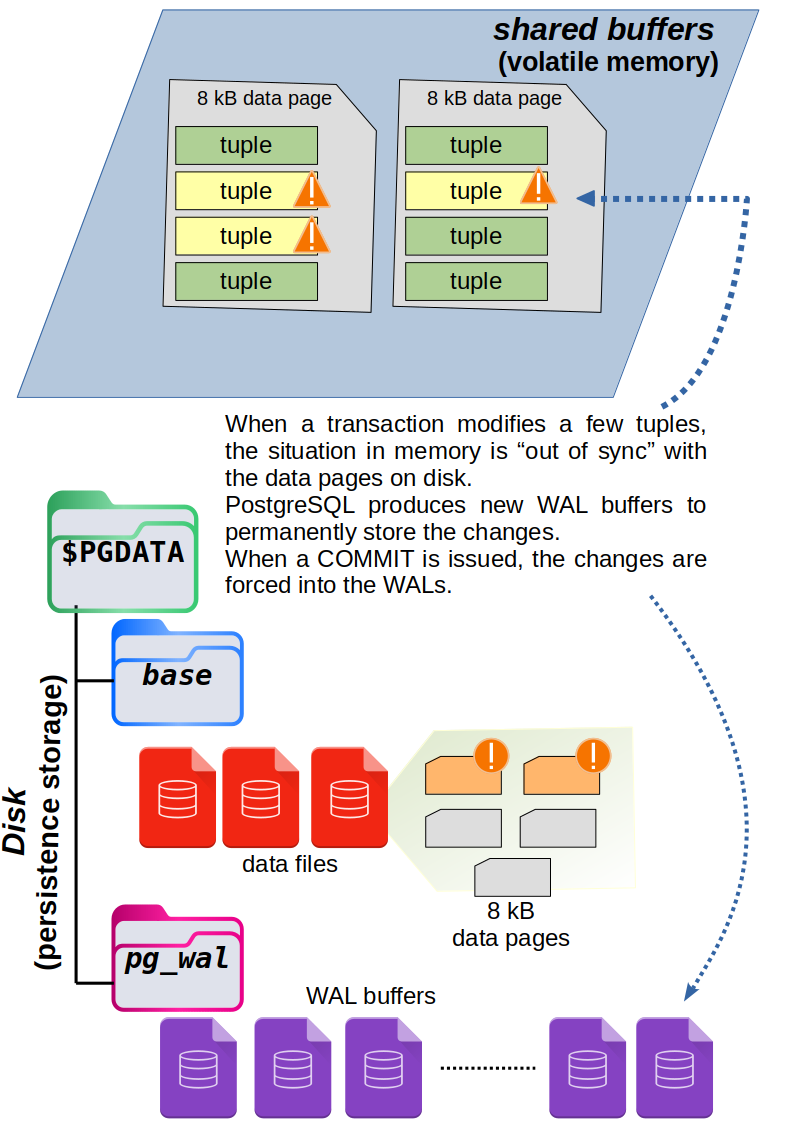 shared buffers
(volatile memory)
8 kB data page
tuple
tuple
tuple
tuple
8 kB data page
tuple
tuple
tuple
tuple
When a transaction modifies a few tuples,
the situation in memory is “out of sync” with
the data pages on disk.
PostgreSQL produces new WAL buffers to
permanently store the changes.
When a COMMIT is issued, the changes are
forced into the WALs.
$PGDATA
base
Disk
(persistence storage)
data files
8 kB
data pages
pg_wal
WAL buffers